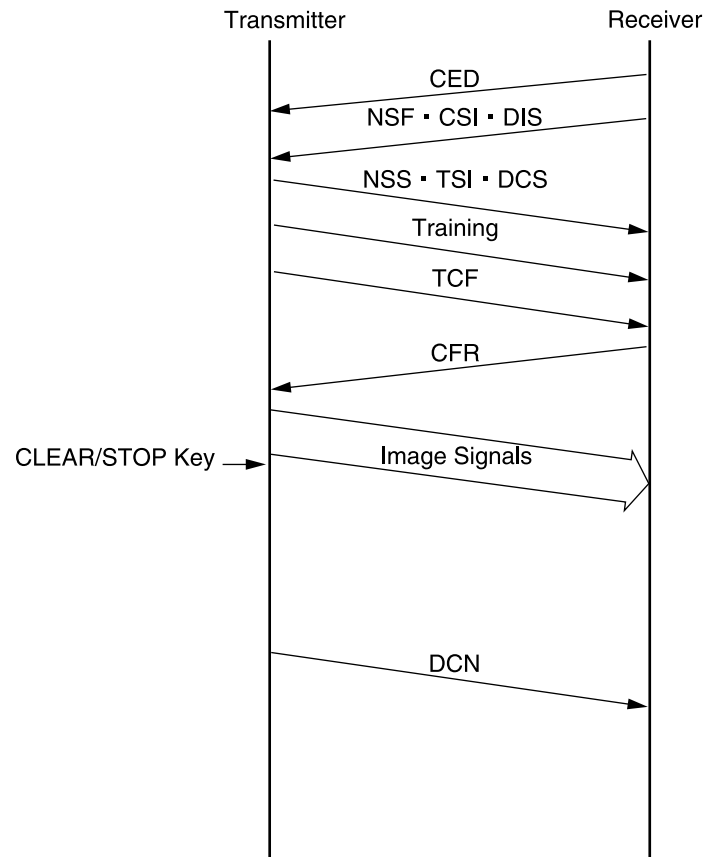 Transmitter Receiver
CED
NSF・CSI・DIS
NSS・TSI・DCS
Training
TCF
CFR
CLEAR/STOP Key Image Signals
DCN